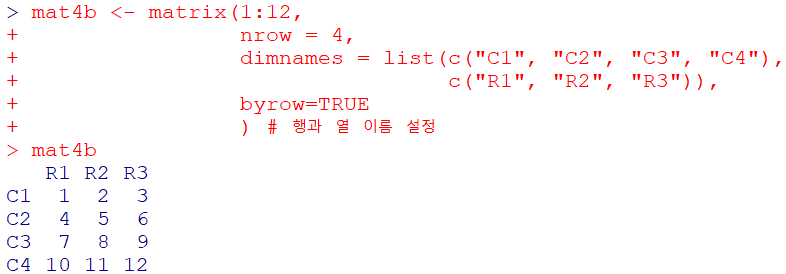 > mat4b <- matrix(1:12,
+                  nrow = 4,
+                  dimnames = list(c("C1", "C2", "C3", "C4"),
+                                  c("R1", "R2", "R3")),
+                  byrow=TRUE
+                  ) # 행과 열 이름 설정
> mat4b
   R1 R2 R3
C1  1  2  3
C2  4  5  6
C3  7  8  9
C4 10 11 12